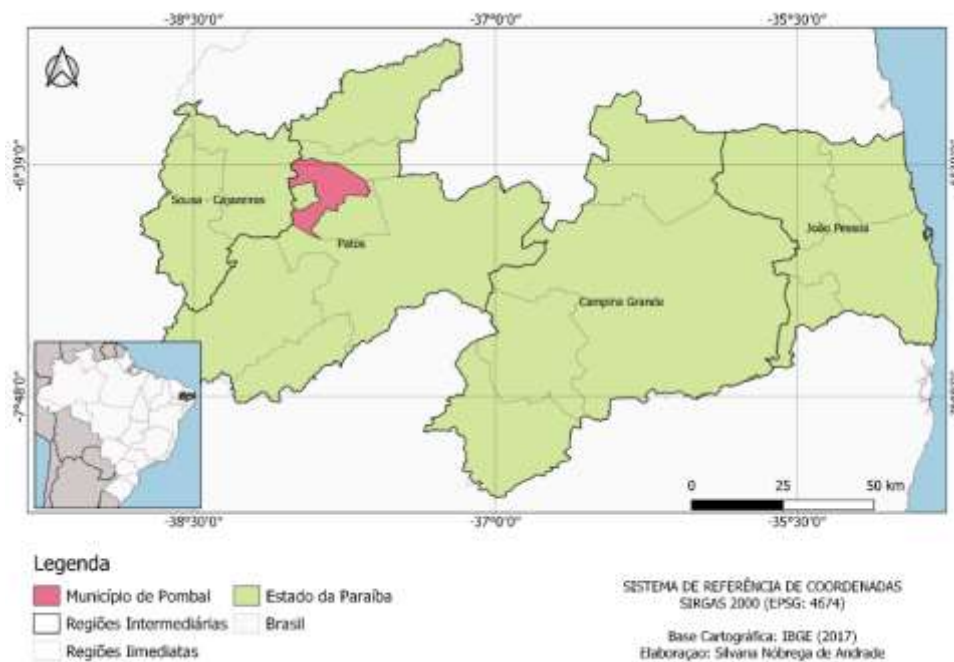 -38°30'0"
-37°0'0"
-35°30'0"
-6°39'0"
Sousa - Cajazeiras
Patos
João Pessoa
Campina Grande
-7°48'0"
0
25
50 km
-38°30'0"
-37°0'0"
-35°30'0"
Legenda
Município de Pombal
Estado da Paraíba
Regiões Intermediárias
Brasil
Regiões Iimediatas
SISTEMA DE REFERÊNCIA DE COORDENADAS
SIRGAS 2000 (EPSG: 4674)
Base Cartográfica: IBGE (2017)
Elaboraçao: Silvana Nóbrega de Andrade